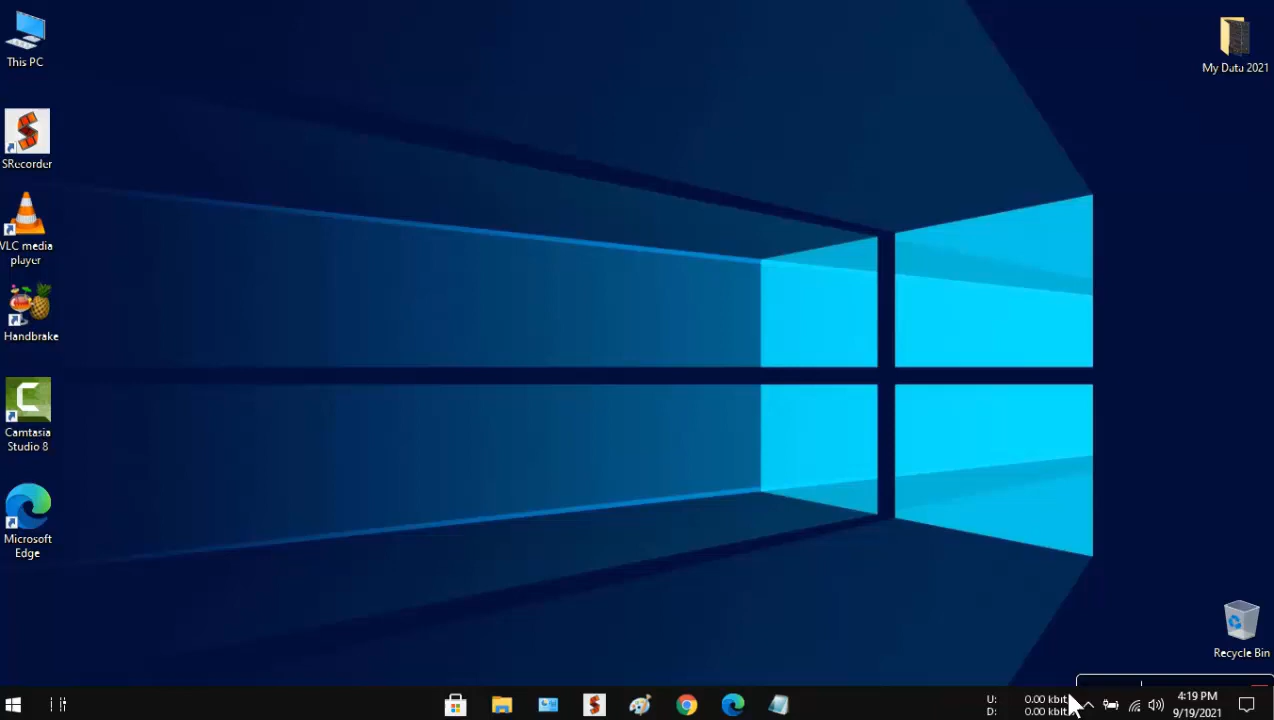 This PC
My Data 2021
SRecorder
VLC media
player
Handbrake
Camtasia
Studio 8
Microsoft
Edge
Recycle Bin
U: 0.00 kbit
D: 0.00 kbit
4:19 PM
9/19/2021